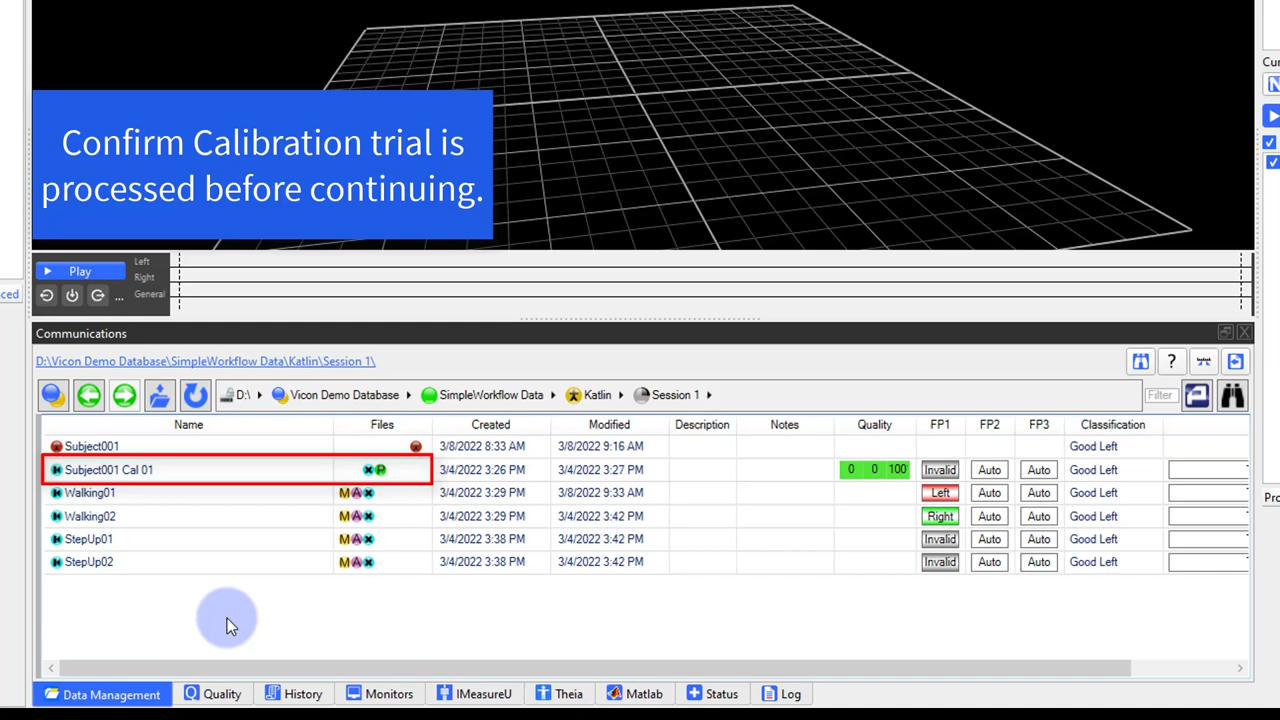 Cur
Confirm Calibration trial is
processed before continuing.
Play
Left
Right
General
...
ced
Communications
D:\Vicon Demo Database\SimpleWorkflow Data\Katlin\Session 1\
?
D:\ Vicon Demo Database SimpleWorkflow Data Katlin Session 1
Filter
Name Files Created Modified Description Notes Quality FP1 FP2 FP3 Classification
Subject001 3/8/2022 8:33 AM 3/8/2022 9:16 AM Good Left
Subject001 Cal 01 P 3/4/2022 3:26 PM 3/4/2022 3:27 PM 0 0 100 Invalid Auto Auto Good Left
Walking01 M A 3/4/2022 3:29 PM 3/8/2022 9:33 AM Left Auto Auto Good Left
Walking02 M A 3/4/2022 3:29 PM 3/4/2022 3:42 PM Right Auto Auto Good Left
StepUp01 M A 3/4/2022 3:38 PM 3/4/2022 3:42 PM Invalid Auto Auto Good Left
StepUp02 M A 3/4/2022 3:38 PM 3/4/2022 3:42 PM Invalid Auto Auto Good Left
Pro
Data Management Quality History Monitors IMeasureU Theia Matlab Status Log